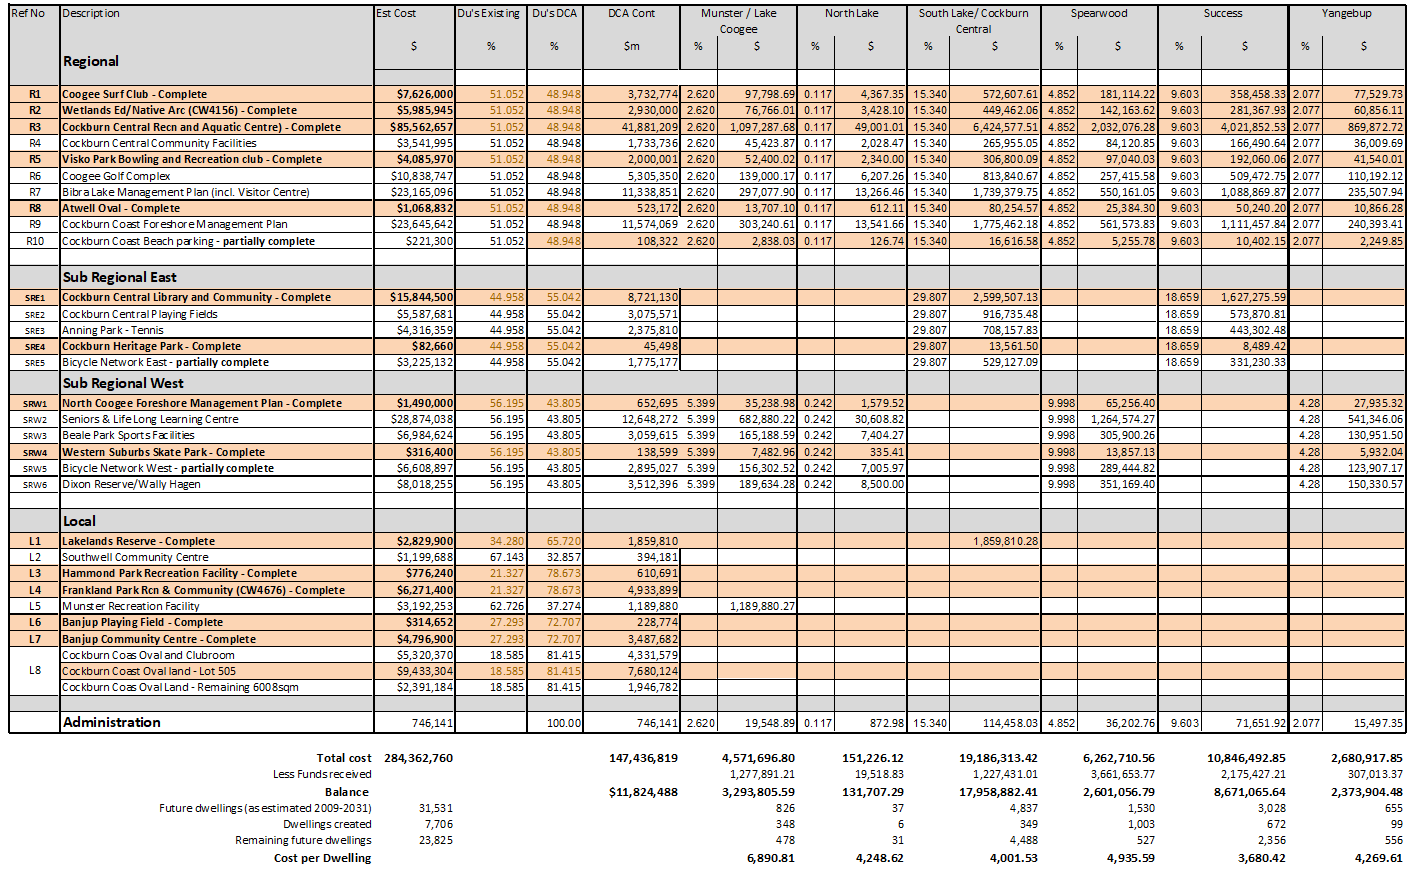 Ref No Description Est Cost Du's Existing Du's DCA DCA Cont Munster / Lake Coogee North Lake South Lake/ Cockburn Central Spearwood Success Yangebup
$ % % $m % $ % $ % $ % $ % $ % $
Regional
R1 Coogee Surf Club - Complete $7,626,000 51.052 48.948 3,732,774 2.620 97,798.69 0.117 4,367.35 15.340 572,607.61 4.852 181,114.22 9.603 358,458.33 2.077 77,529.73
R2 Wetlands Ed/Native Arc (CW4156) - Complete $5,985,945 51.052 48.948 2,930,000 2.620 76,766.01 0.117 3,428.10 15.340 449,462.06 4.852 142,163.62 9.603 281,367.93 2.077 60,856.11
R3 Cockburn Central Recn and Aquatic Centre) - Complete $85,562,657 51.052 48.948 41,881,209 2.620 1,097,287.68 0.117 49,001.01 15.340 6,424,577.51 4.852 2,032,076.28 9.603 4,021,852.53 2.077 869,872.72
R4 Cockburn Central Community Facilities $3,541,995 51.052 48.948 1,733,736 2.620 45,423.87 0.117 2,028.47 15.340 265,955.05 4.852 84,120.85 9.603 166,490.64 2.077 36,009.69
R5 Visko Park Bowling and Recreation club - Complete $4,085,970 51.052 48.948 2,000,001 2.620 52,400.02 0.117 2,340.00 15.340 306,800.09 4.852 97,040.03 9.603 192,060.06 2.077 41,540.01
R6 Coogee Golf Complex $10,838,747 51.052 48.948 5,305,350 2.620 139,000.17 0.117 6,207.26 15.340 813,840.67 4.852 257,415.58 9.603 509,472.75 2.077 110,192.12
R7 Bibra Lake Management Plan (incl. Visitor Centre) $23,165,096 51.052 48.948 11,338,851 2.620 297,077.90 0.117 13,266.46 15.340 1,739,379.75 4.852 550,161.05 9.603 1,088,869.87 2.077 235,507.94
R8 Atwell Oval - Complete $1,068,832 51.052 48.948 523,172 2.620 13,707.10 0.117 612.11 15.340 80,254.57 4.852 25,384.30 9.603 50,240.20 2.077 10,866.28
R9 Cockburn Coast Foreshore Management Plan $23,645,642 51.052 48.948 11,574,069 2.620 303,240.61 0.117 13,541.66 15.340 1,775,462.18 4.852 561,573.83 9.603 1,111,457.84 2.077 240,393.41
R10 Cockburn Coast Beach parking - partially complete $221,300 51.052 48.948 108,322 2.620 2,838.03 0.117 126.74 15.340 16,616.58 4.852 5,255.78 9.603 10,402.15 2.077 2,249.85
Sub Regional East
SRE1 Cockburn Central Library and Community - Complete $15,844,500 44.958 55.042 8,721,130 29.807 2,599,507.13 18.659 1,627,275.59
SRE2 Cockburn Central Playing Fields $5,587,681 44.958 55.042 3,075,571 29.807 916,735.48 18.659 573,870.81
SRE3 Anning Park - Tennis $4,316,359 44.958 55.042 2,375,810 29.807 708,157.83 18.659 443,302.48
SRE4 Cockburn Heritage Park - Complete $82,660 44.958 55.042 45,498 29.807 13,561.50 18.659 8,489.42
SRE5 Bicycle Network East - partially complete $3,225,132 44.958 55.042 1,775,177 29.807 529,127.09 18.659 331,230.33
Sub Regional West
SRW1 North Coogee Foreshore Management Plan - Complete $1,490,000 56.195 43.805 652,695 5.399 35,238.98 0.242 1,579.52 9.998 65,256.40 4.28 27,935.32
SRW2 Seniors & Life Long Learning Centre $28,874,038 56.195 43.805 12,648,272 5.399 682,880.22 0.242 30,608.82 9.998 1,264,574.27 4.28 541,346.06
SRW3 Beale Park Sports Facilities $6,984,624 56.195 43.805 3,059,615 5.399 165,188.59 0.242 7,404.27 9.998 305,900.26 4.28 130,951.50
SRW4 Western Suburbs Skate Park - Complete $316,400 56.195 43.805 138,599 5.399 7,482.96 0.242 335.41 9.998 13,857.13 4.28 5,932.04
SRW5 Bicycle Network West - partially complete $6,608,897 56.195 43.805 2,895,027 5.399 156,302.52 0.242 7,005.97 9.998 289,444.82 4.28 123,907.17
SRW6 Dixon Reserve/Wally Hagen $8,018,255 56.195 43.805 3,512,396 5.399 189,634.28 0.242 8,500.00 9.998 351,169.40 4.28 150,330.57
Local
L1 Lakelands Reserve - Complete $2,829,900 34.280 65.720 1,859,810 1,859,810.28
L2 Southwell Community Centre $1,199,688 67.143 32.857 394,181
L3 Hammond Park Recreation Facility - Complete $776,240 21.327 78.673 610,691
L4 Frankland Park Rcn & Community (CW4676) - Complete $6,271,400 21.327 78.673 4,933,899
L5 Munster Recreation Facility $3,192,253 62.726 37.274 1,189,880 1,189,880.27
L6 Banjup Playing Field - Complete $314,652 27.293 72.707 228,774
L7 Banjup Community Centre - Complete $4,796,900 27.293 72.707 3,487,682
Cockburn Coas Oval and Clubroom $5,320,370 18.585 81.415 4,331,579
L8 Cockburn Coast Oval land - Lot 505 $9,433,304 18.585 81.415 7,680,124
Cockburn Coas Oval Land - Remaining 6008sqm $2,391,184 18.585 81.415 1,946,782
Administration 746,141 100.00 746,141 2.620 19,548.89 0.117 872.98 15.340 114,458.03 4.852 36,202.76 9.603 71,651.92 2.077 15,497.35
Total cost 284,362,760 147,436,819 4,571,696.80 151,226.12 19,186,313.42 6,262,710.56 10,846,492.85 2,680,917.85
Less Funds received 1,277,891.21 19,518.83 1,227,431.01 3,661,653.77 2,175,427.21 307,013.37
Balance $11,824,488 3,293,805.59 131,707.29 17,958,882.41 2,601,056.79 8,671,065.64 2,373,904.48
Future dwellings (as estimated 2009-2031) 31,531 826 37 4,837 1,530 3,028 655
Dwellings created 7,706 348 6 349 1,003 672 99
Remaining future dwellings 23,825 478 31 4,488 527 2,356 556
Cost per Dwelling 6,890.81 4,248.62 4,001.53 4,935.59 3,680.42 4,269.61